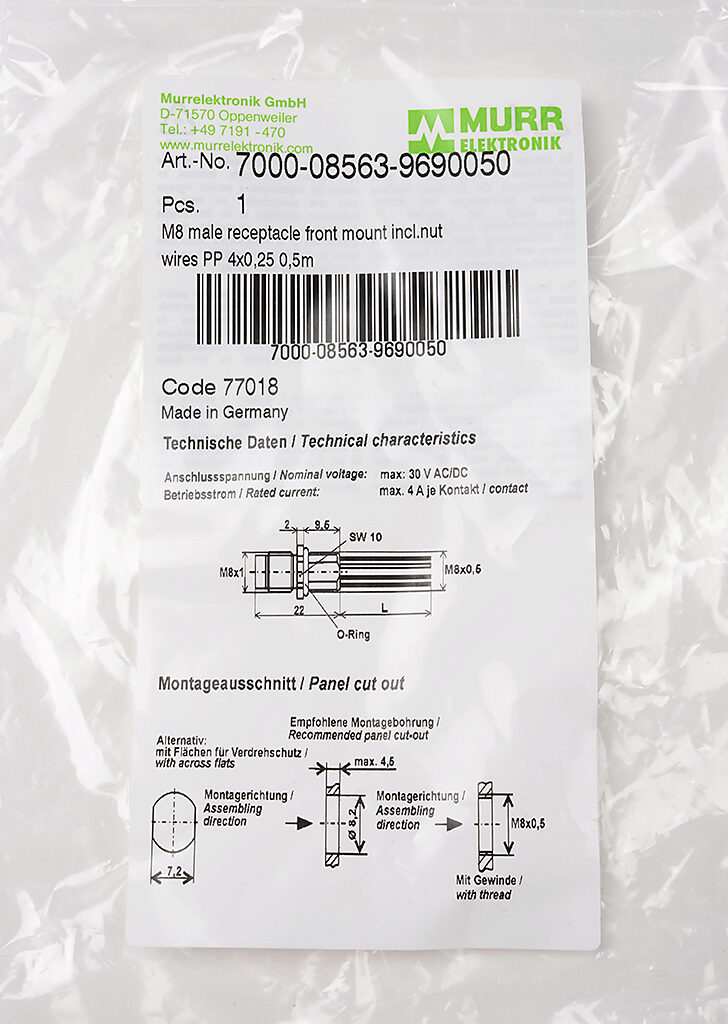 Murrelektronik GmbH
D-71570 Oppenweiler
Tel.: +49 7191 -470
www.murrelektronik.com
MURR
ELEKTRONIK
Art.-No. 7000-08563-9690050
Pcs. 1
M8 male receptacle front mount incl.nut
wires PP 4x0,25 0,5m
7000-08563-9690050
Code 77018
Made in Germany
Technische Daten / Technical characteristics
Anschlussspannung / Nominal voltage: max: 30 V AC/DC
Betriebsstrom / Rated current: max. 4 A je Kontakt / contact
2 9,5
SW 10
M8x1
M8x0,5
22 L
O-Ring
Montageausschnitt / Panel cut out
Empfohlene Montagebohrung /
Recommended panel cut-out
Alternativ:
mit Flächen für Verdrehschutz /
with across flats
max. 4,5
Montagerichtung /
Assembling
direction
Ø 8,2
Montagerichtung /
Assembling
direction
M8x0,5
7,2
Mit Gewinde /
with thread